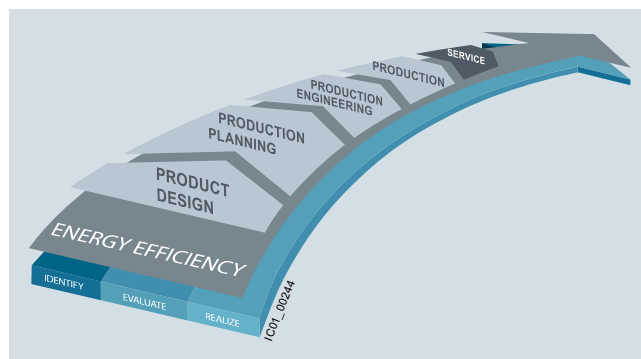 SERVICE
PRODUCTION
PRODUCTION
ENGINEERING
PRODUCTION
PLANNING
PRODUCT
DESIGN
ENERGY EFFICIENCY
IDENTIFY
EVALUATE
REALIZE
IC01_00244